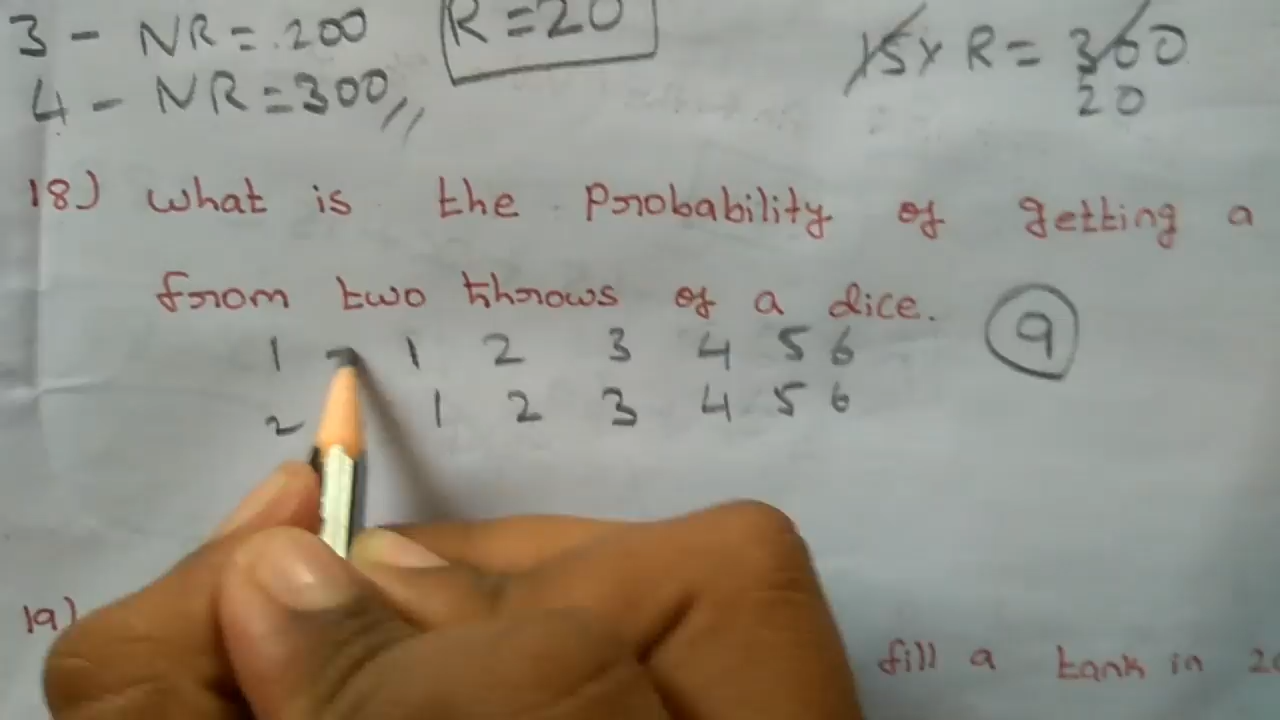 3 - NR = 200
R = 20
15 x R = 300
20
4 - NR = 300
18) What is the Probability of getting a
from two throws of a dice.
9
1 - 1 2 3 4 5 6
2 1 2 3 4 5 6
19)
fill a tank in 20